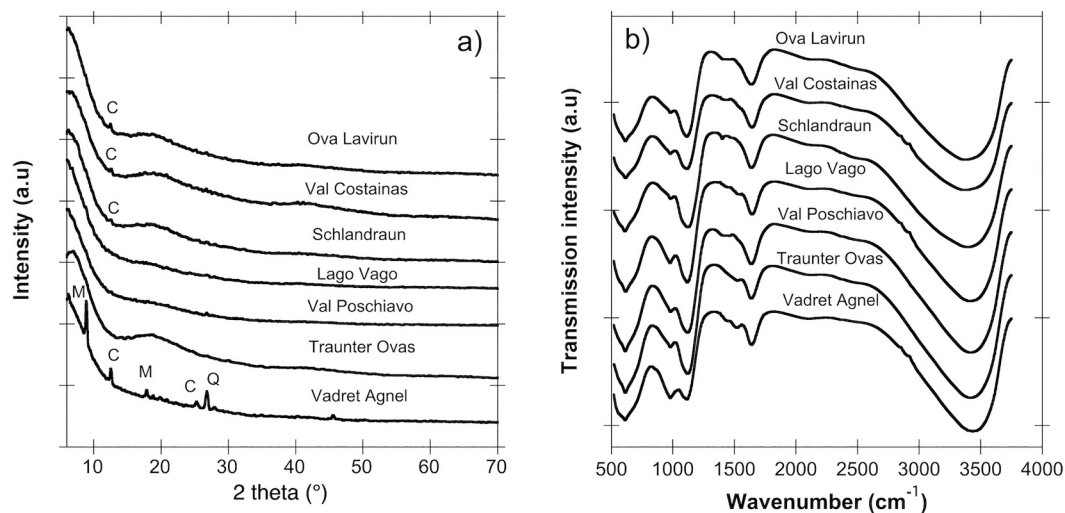 a)
C
Ova Lavirun
C
Val Costainas
C
Schlandraun
Lago Vago
M
Val Poschiavo
Traunter Ovas
C
M
C
Q
Vadret Agnel
Intensity (a.u)
10 20 30 40 50 60 70
2 theta (°)
b)
Ova Lavirun
Val Costainas
Schlandraun
Lago Vago
Val Poschiavo
Traunter Ovas
Vadret Agnel
Transmission intensity (a.u)
500 1000 1500 2000 2500 3000 3500 4000
Wavenumber (cm⁻¹)